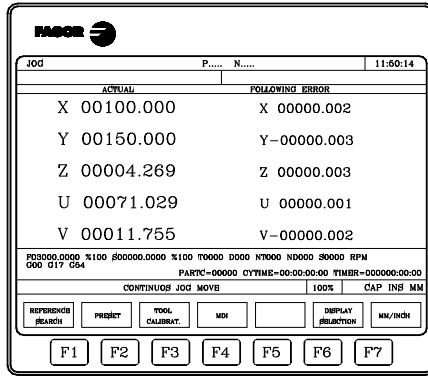 FAGOR
JOG P..... N..... 11:50:14
ACTUAL FOLLOWING ERROR
X 00100.000 X 00000.002
Y 00150.000 Y-00000.003
Z 00004.269 Z 00000.003
U 00071.029 U 00000.001
V 00011.755 V-00000.002
F03000.0000 %100 S00000.0000 %100 T0000 D000 NT000 ND000 S0000 RPM
G00 G17 G54
PARTC=00000 CYTIME=00:00:00:00 TIMER=000000:00:00
CONTINUOS JOG MOVE 100% CAP INS MM
REFERENCE SEARCH PRESET TOOL CALIBRAT. MDI DISPLAY SELECTION MM/INCH
F1 F2 F3 F4 F5 F6 F7